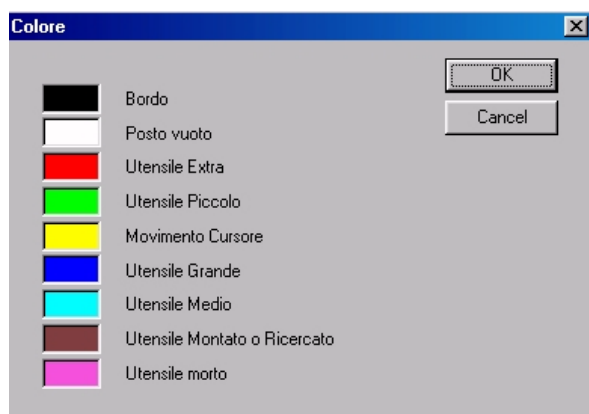 Colore
OK
Cancel
Bordo
Posto vuoto
Utensile Extra
Utensile Piccolo
Movimento Cursore
Utensile Grande
Utensile Medio
Utensile Montato o Ricercato
Utensile morto